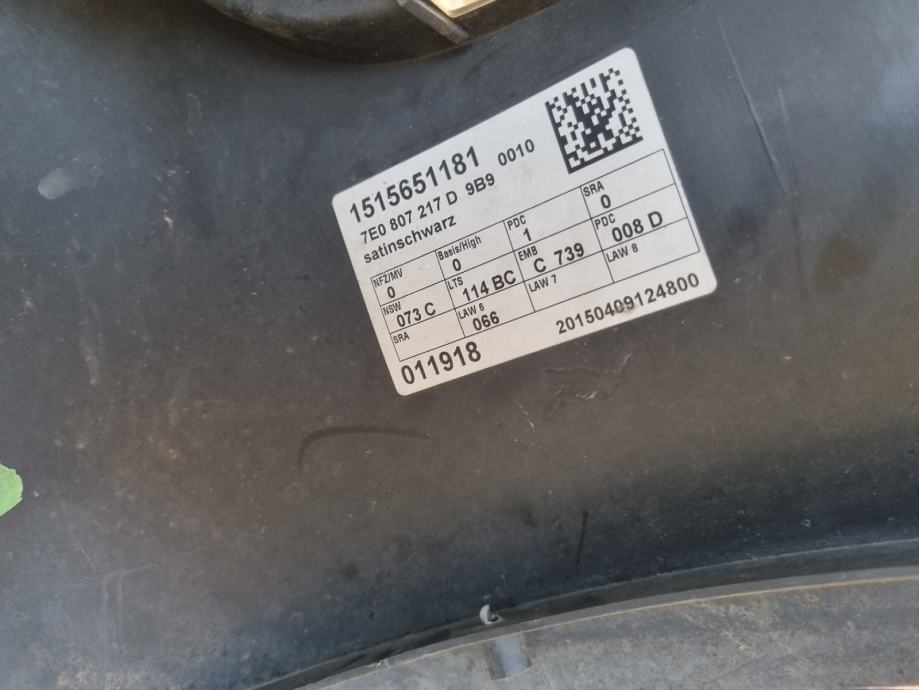 1515651181 0010
7E0 807 217 D 9B9
satinschwarz
NFZ/MV Basis/High PDC SRA
0 0 1 0
NSW LTS EMB PDC
073 C 114 BC C 739 008 D
SRA LAW 6 LAW 7 LAW 8
066
011918 20150409124800